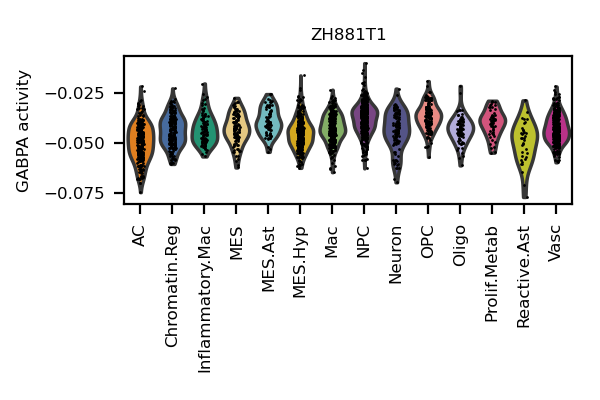 ZH881T1
GABPA activity
−0.025
−0.050
−0.075
AC
Chromatin.Reg
Inflammatory.Mac
MES
MES.Ast
MES.Hyp
Mac
NPC
Neuron
OPC
Oligo
Prolif.Metab
Reactive.Ast
Vasc